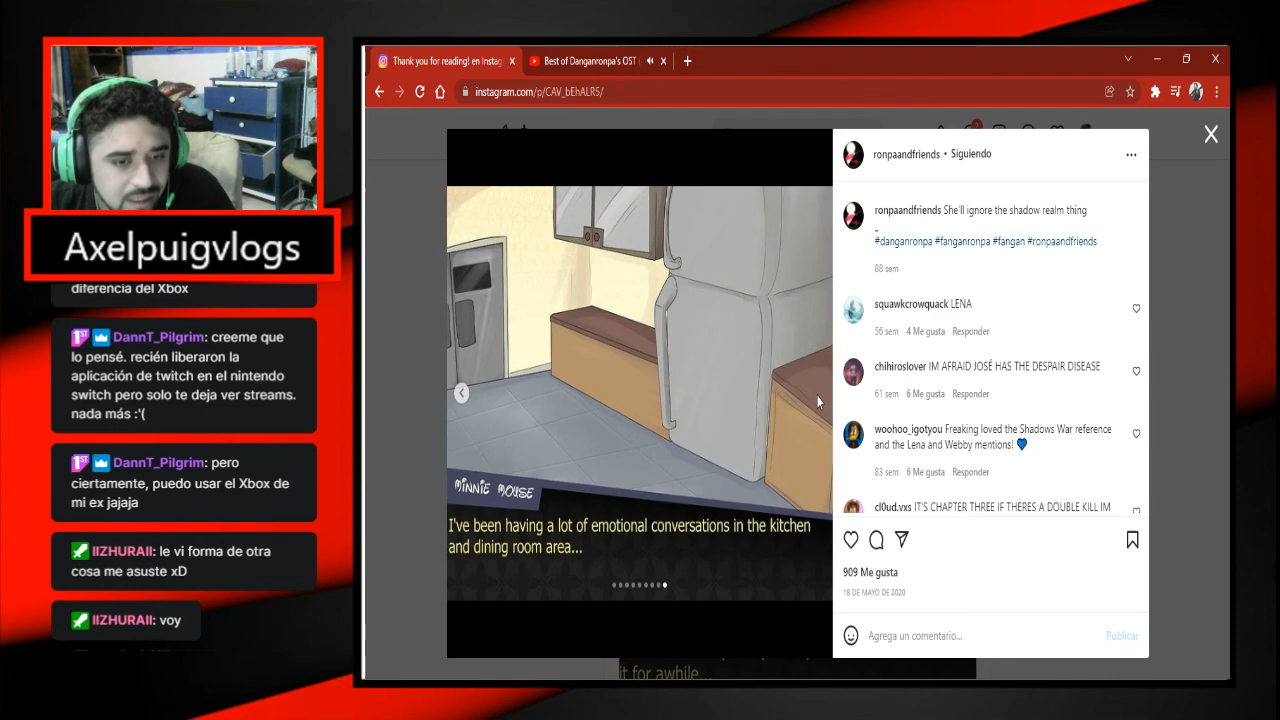 Axelpuigvlogs
diferencia del Xbox
1ST DannT_Pilgrim: creeme que
lo pensé. recién liberaron la
aplicación de twitch en el nintendo
switch pero solo te deja ver streams.
nada más :'(
1ST DannT_Pilgrim: pero
ciertamente, puedo usar el Xbox de
mi ex jajaja
IIZHURAII: le vi forma de otra
cosa me asuste xD
IIZHURAII: voy
Thank you for reading! en Instag
Best of Danganronpa's OST
instagram.com/p/CAV_bEhALR5/
MINNIE MOUSE
I've been having a lot of emotional conversations in the kitchen
and dining room area...
it for awhile...
ronpaandfriends • Siguiendo
ronpaandfriends She'll ignore the shadow realm thing
_
#danganronpa #fanganronpa #fangan #ronpaandfriends
88 sem
squawkcrowquack LENA
56 sem 4 Me gusta Responder
chihiroslover IM AFRAID JOSÉ HAS THE DESPAIR DISEASE
61 sem 6 Me gusta Responder
woohoo_igotyou Freaking loved the Shadows War reference
and the Lena and Webby mentions! 💙
83 sem 6 Me gusta Responder
cl0ud.vxs IT'S CHAPTER THREE IF THERES A DOUBLE KILL IM
909 Me gusta
18 DE MAYO DE 2020
Agrega un comentario...
Publicar